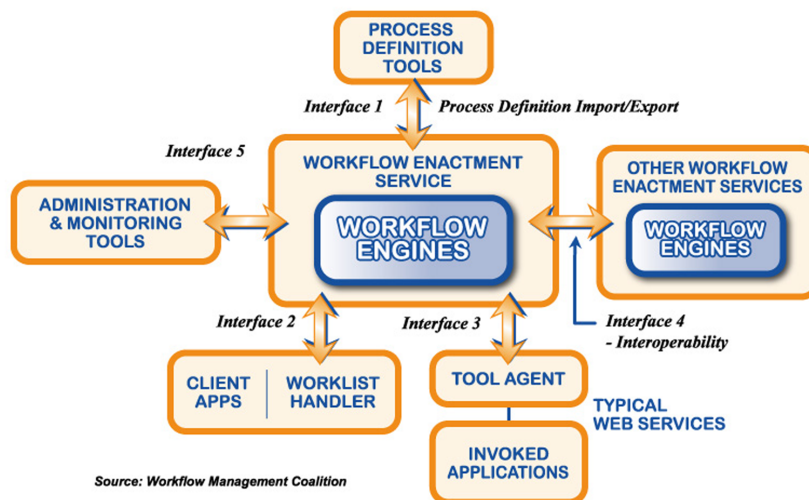 PROCESS
DEFINITION
TOOLS
Interface 1
Process Definition Import/Export
Interface 5
WORKFLOW ENACTMENT
SERVICE
WORKFLOW
ENGINES
OTHER WORKFLOW
ENACTMENT SERVICES
WORKFLOW
ENGINES
ADMINISTRATION
& MONITORING
TOOLS
Interface 2
Interface 3
Interface 4
- Interoperability
CLIENT
APPS
WORKLIST
HANDLER
TOOL AGENT
TYPICAL
WEB SERVICES
INVOKED
APPLICATIONS
Source: Workflow Management Coalition